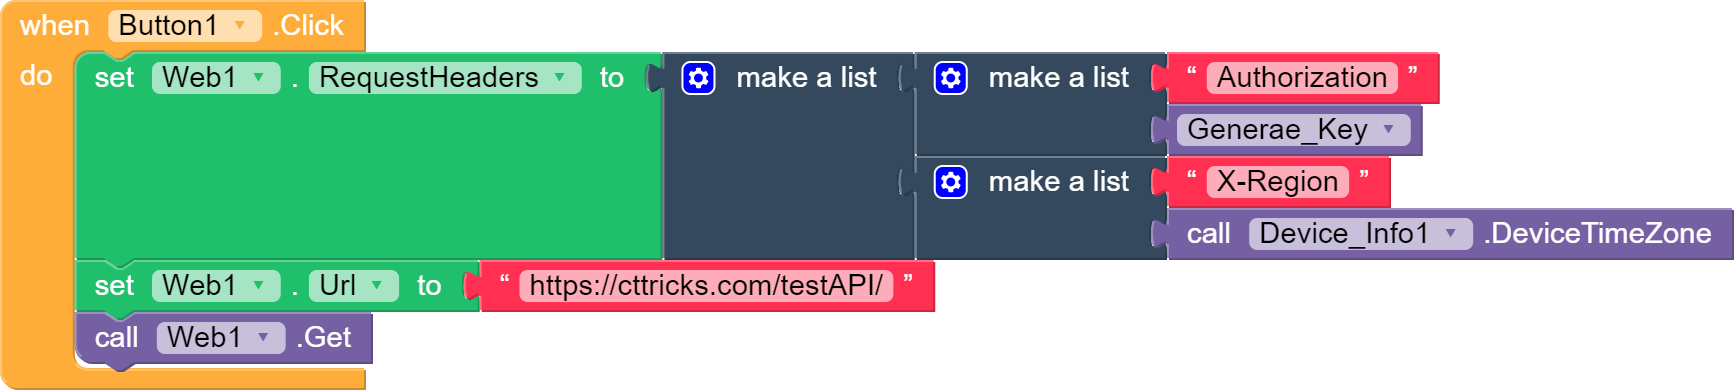 when Button1 .Click
do set Web1 . RequestHeaders to make a list make a list “ Authorization ”
Generae_Key
make a list “ X-Region ”
call Device_Info1 .DeviceTimeZone
set Web1 . Url to “ https://cttricks.com/testAPI/ ”
call Web1 .Get